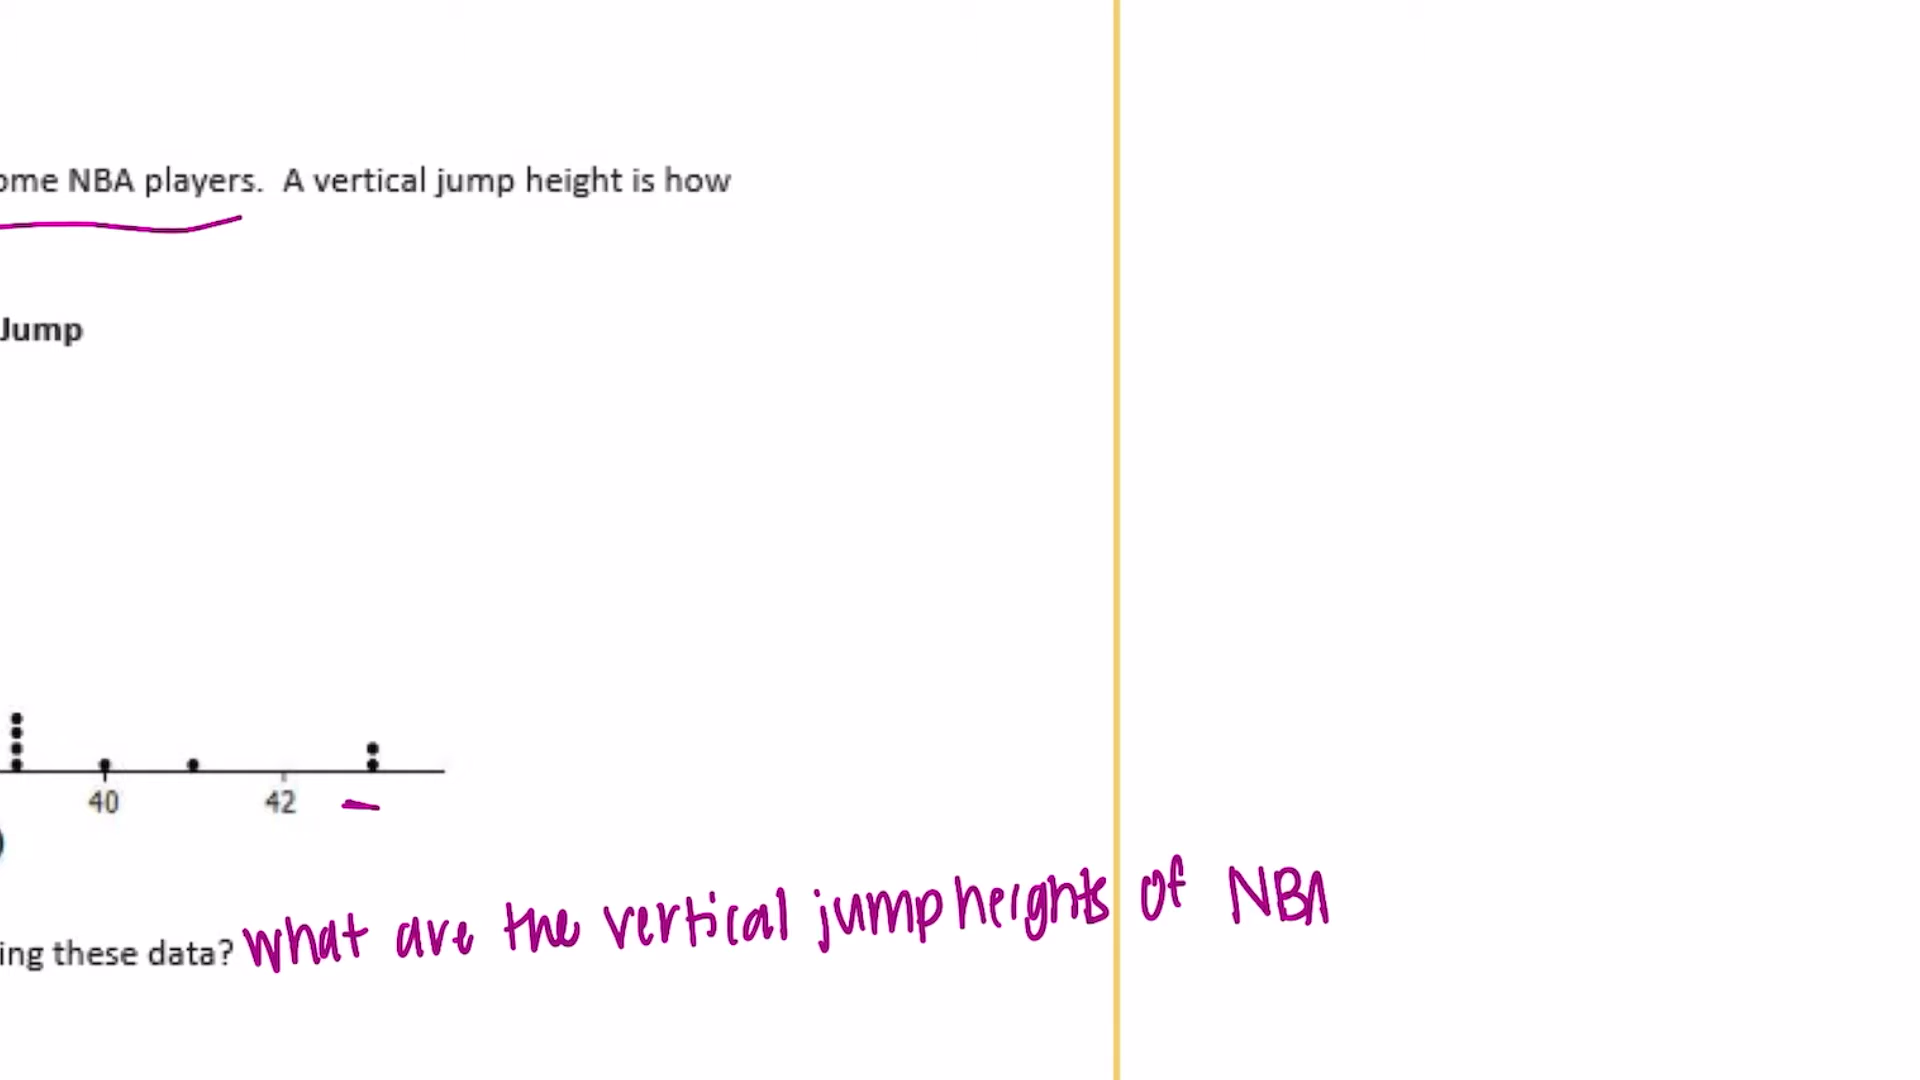 ome NBA players. A vertical jump height is how
Jump
40 42
ing these data? What are the vertical jump heights of NBA